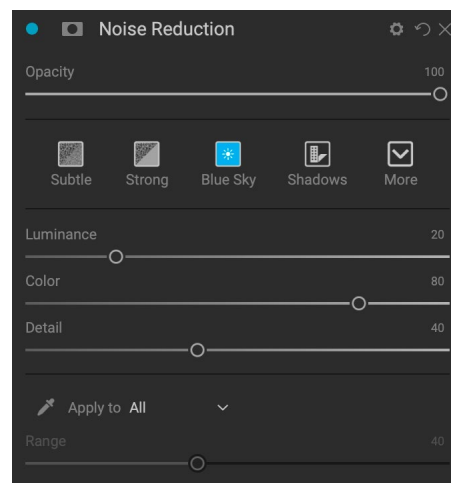 Noise Reduction
Opacity 100
Subtle Strong Blue Sky Shadows More
Luminance 20
Color 80
Detail 40
Apply to All
Range 40